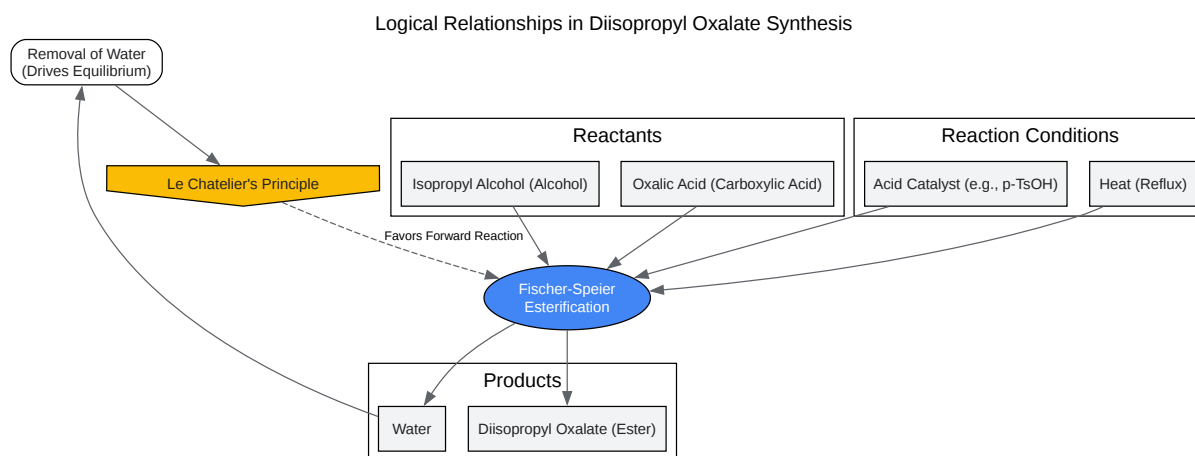 Logical Relationships in Diisopropyl Oxalate Synthesis
Removal of Water
(Drives Equilibrium)
Le Chatelier's Principle
Reactants
Isopropyl Alcohol (Alcohol)
Oxalic Acid (Carboxylic Acid)
Reaction Conditions
Acid Catalyst (e.g., p-TsOH)
Heat (Reflux)
Favors Forward Reaction
Fischer-Speier
Esterification
Products
Water
Diisopropyl Oxalate (Ester)